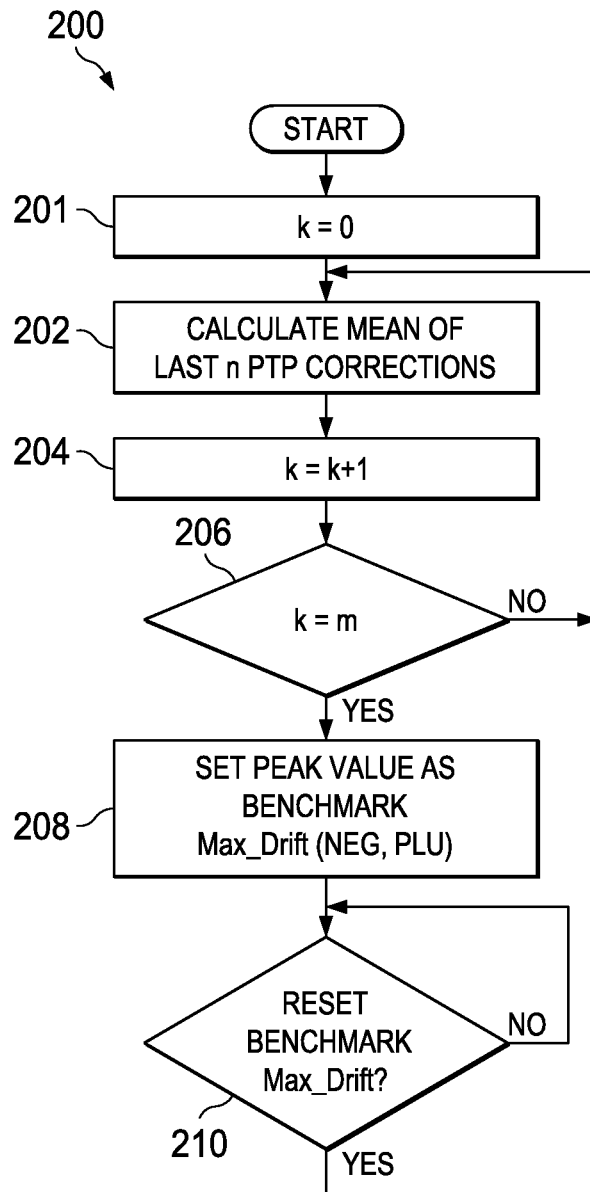 200
START
201
k = 0
202
CALCULATE MEAN OF
LAST n PTP CORRECTIONS
204
k = k+1
206
k = m
NO
YES
208
SET PEAK VALUE AS
BENCHMARK
Max_Drift (NEG, PLU)
RESET
BENCHMARK
Max_Drift?
NO
210
YES